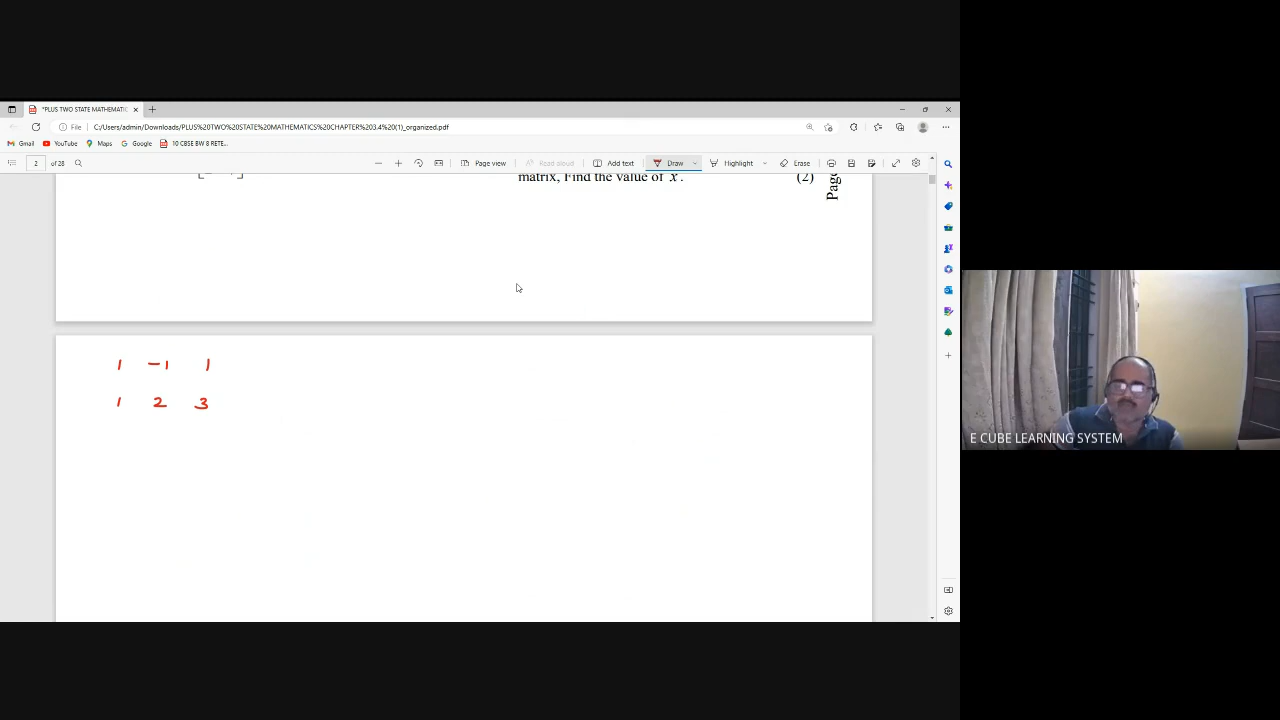 *PLUS TWO STATE MATHEMATIC
File
C:/Users/admin/Downloads/PLUS%20TWO%20STATE%20MATHEMATICS%20CHAPTER%203.4%20(1)_organized.pdf
Gmail YouTube Maps Google 10 CBSE BW 8 RETE...
2 of 28 Page view Read aloud Add text Draw Highlight Erase
matrix, Find the value of x. (2)
Page
1 -1 1
1 2 3
E CUBE LEARNING SYSTEM